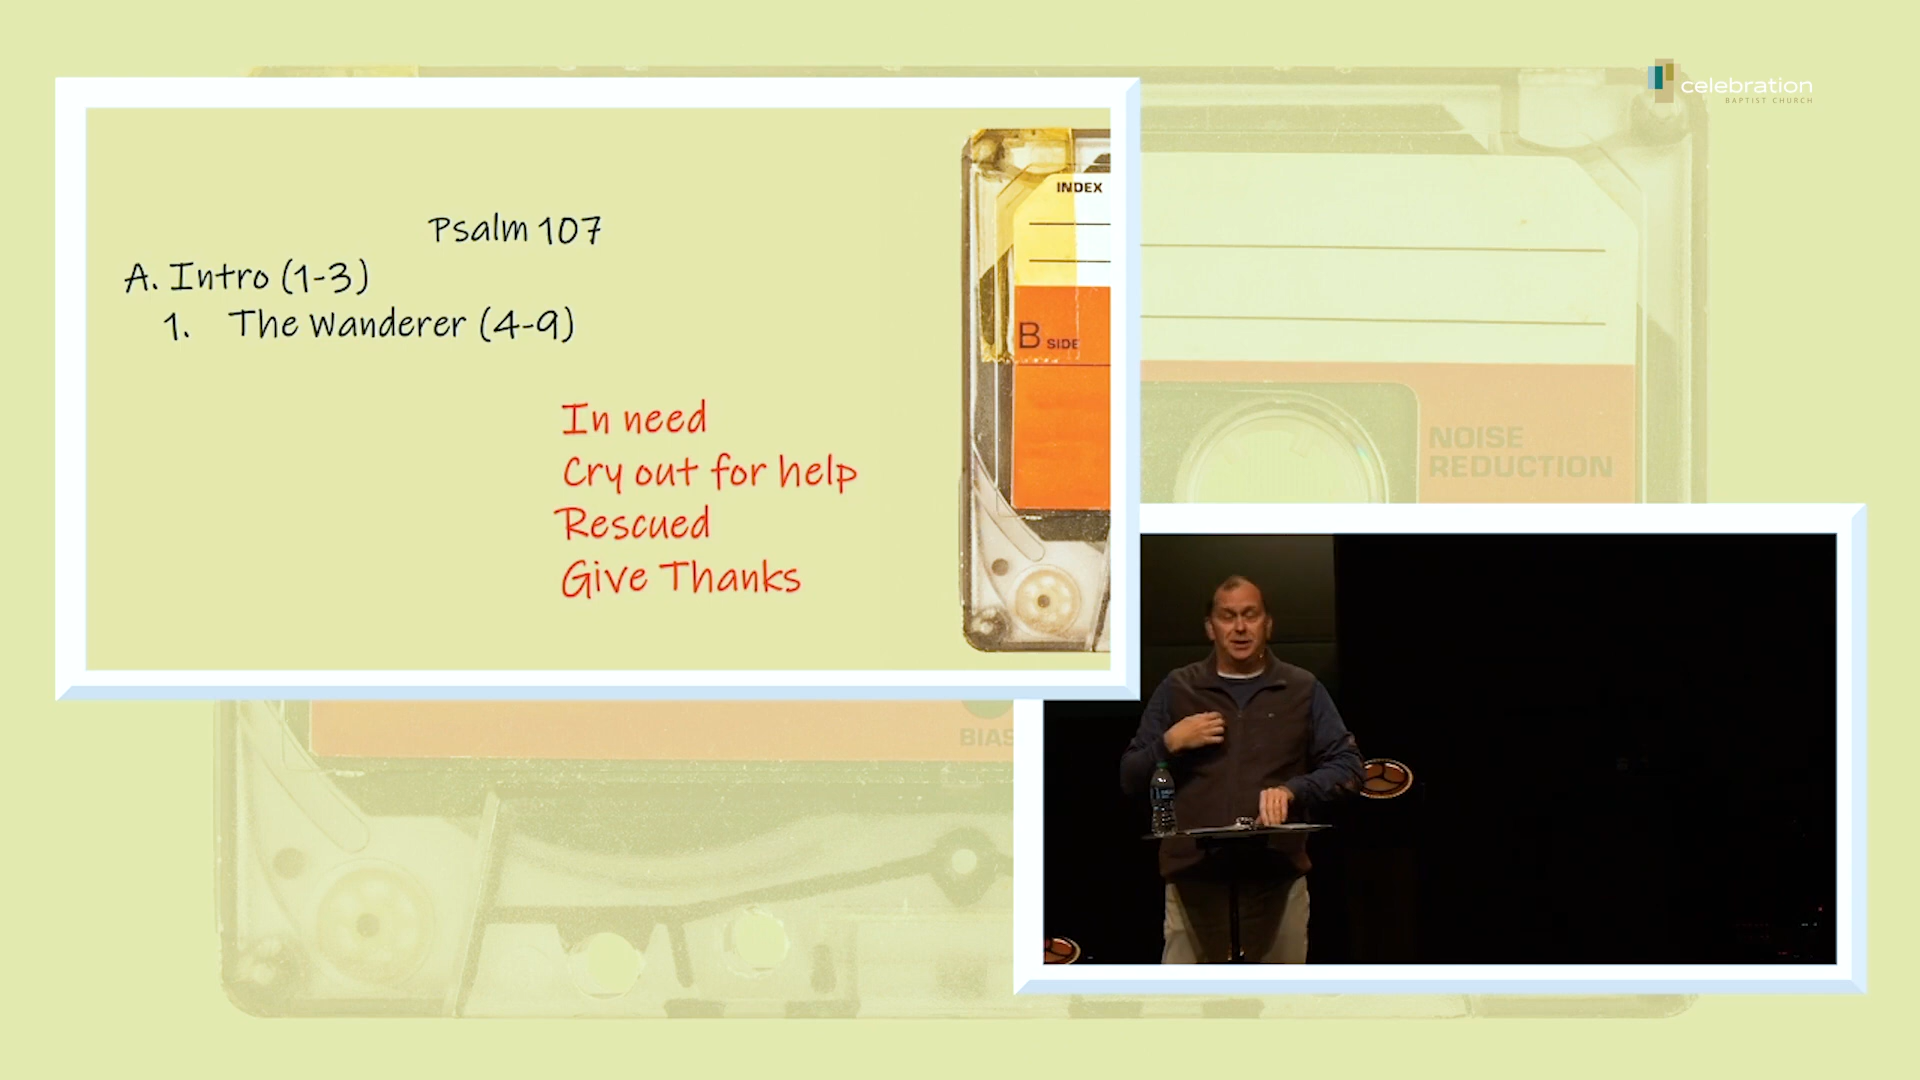 Psalm 107
A. Intro (1-3)
1. The Wanderer (4-9)
In need
Cry out for help
Rescued
Give Thanks
INDEX
B SIDE
celebration
BAPTIST CHURCH
NOISE
REDUCTION
BIAS